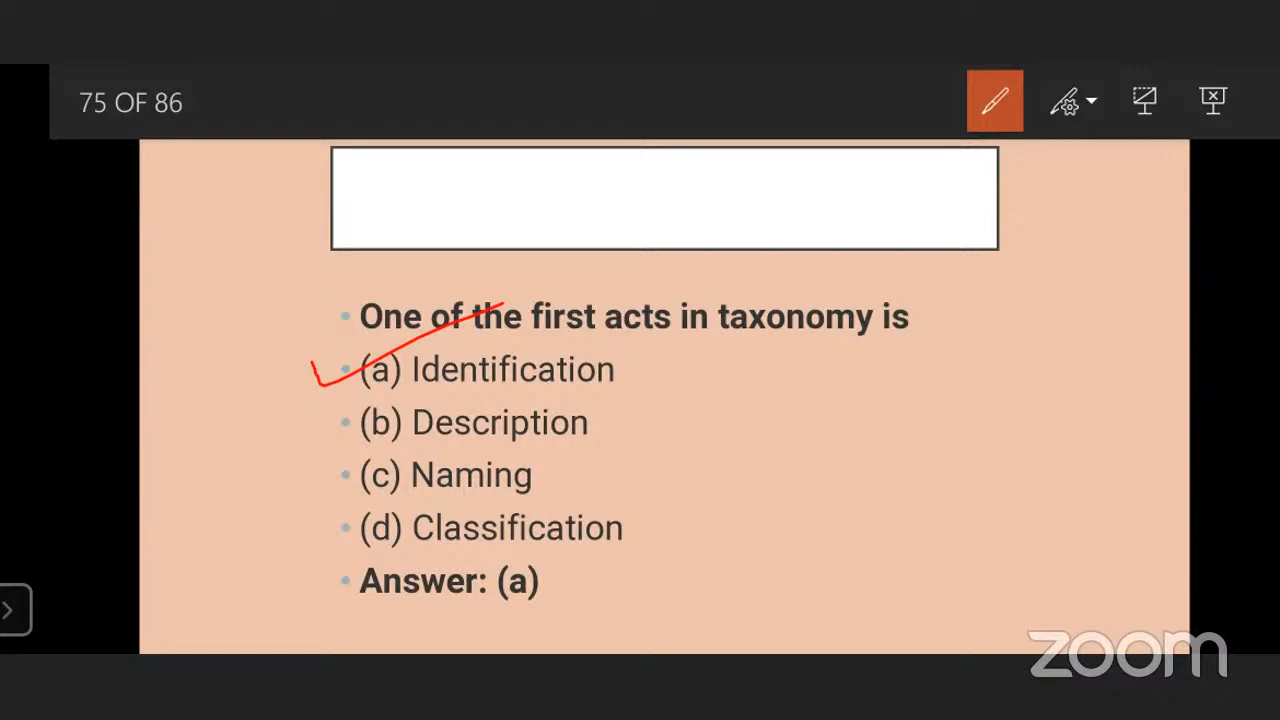 75 OF 86
• One of the first acts in taxonomy is
• (a) Identification
• (b) Description
• (c) Naming
• (d) Classification
• Answer: (a)
zoom